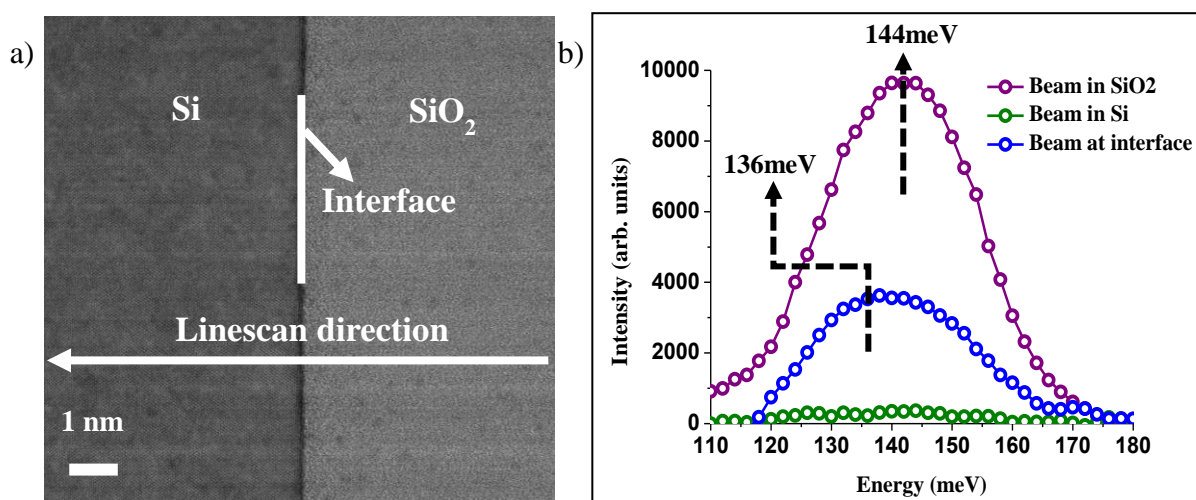 a)
Si
SiO₂
Interface
Linescan direction
1 nm
b)
144meV
136meV
Beam in SiO2
Beam in Si
Beam at interface
Intensity (arb. units)
10000
8000
6000
4000
2000
0
110 120 130 140 150 160 170 180
Energy (meV)